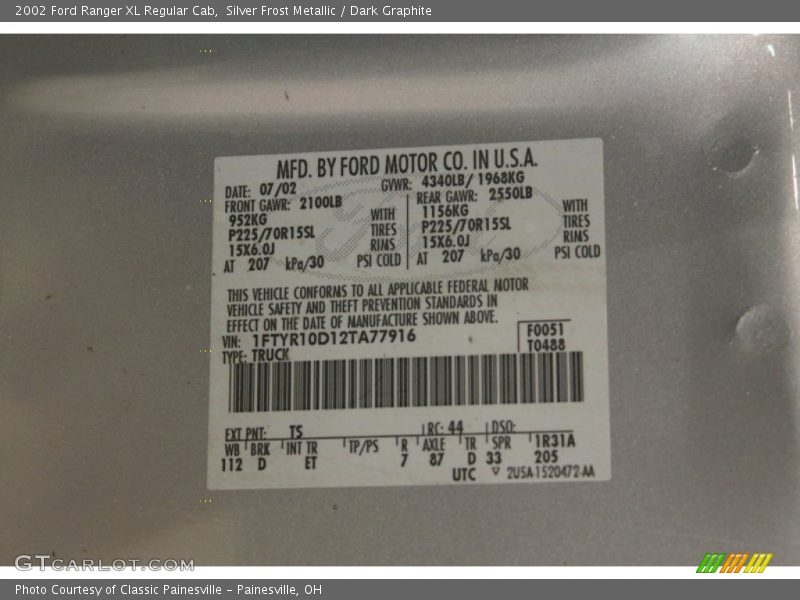 2002 Ford Ranger XL Regular Cab,  Silver Frost Metallic / Dark Graphite
MFD. BY FORD MOTOR CO. IN U.S.A.
DATE: 07/02 GVWR: 4340LB/ 1968KG
FRONT GAWR: 2100LB REAR GAWR: 2550LB
952KG WITH 1156KG WITH
P225/70R15SL TIRES P225/70R15SL TIRES
15X6.0J RIMS 15X6.0J RIMS
AT 207 kPa/30 PSI COLD AT 207 kPa/30 PSI COLD
THIS VEHICLE CONFORMS TO ALL APPLICABLE FEDERAL MOTOR
VEHICLE SAFETY AND THEFT PREVENTION STANDARDS IN
EFFECT ON THE DATE OF MANUFACTURE SHOWN ABOVE.
VIN: 1FTYR10D12TA77916 F0051
TYPE: TRUCK T0488
EXT PNT: TS RC: 44 DSO:
WB BRK INT TR TP/PS R AXLE TR SPR 1R31A
112 D ET 7 87 D 33 205
UTC ▽ 2U5A-1520472-AA
GTCARLOT.COM
Photo Courtesy of Classic Painesville - Painesville, OH